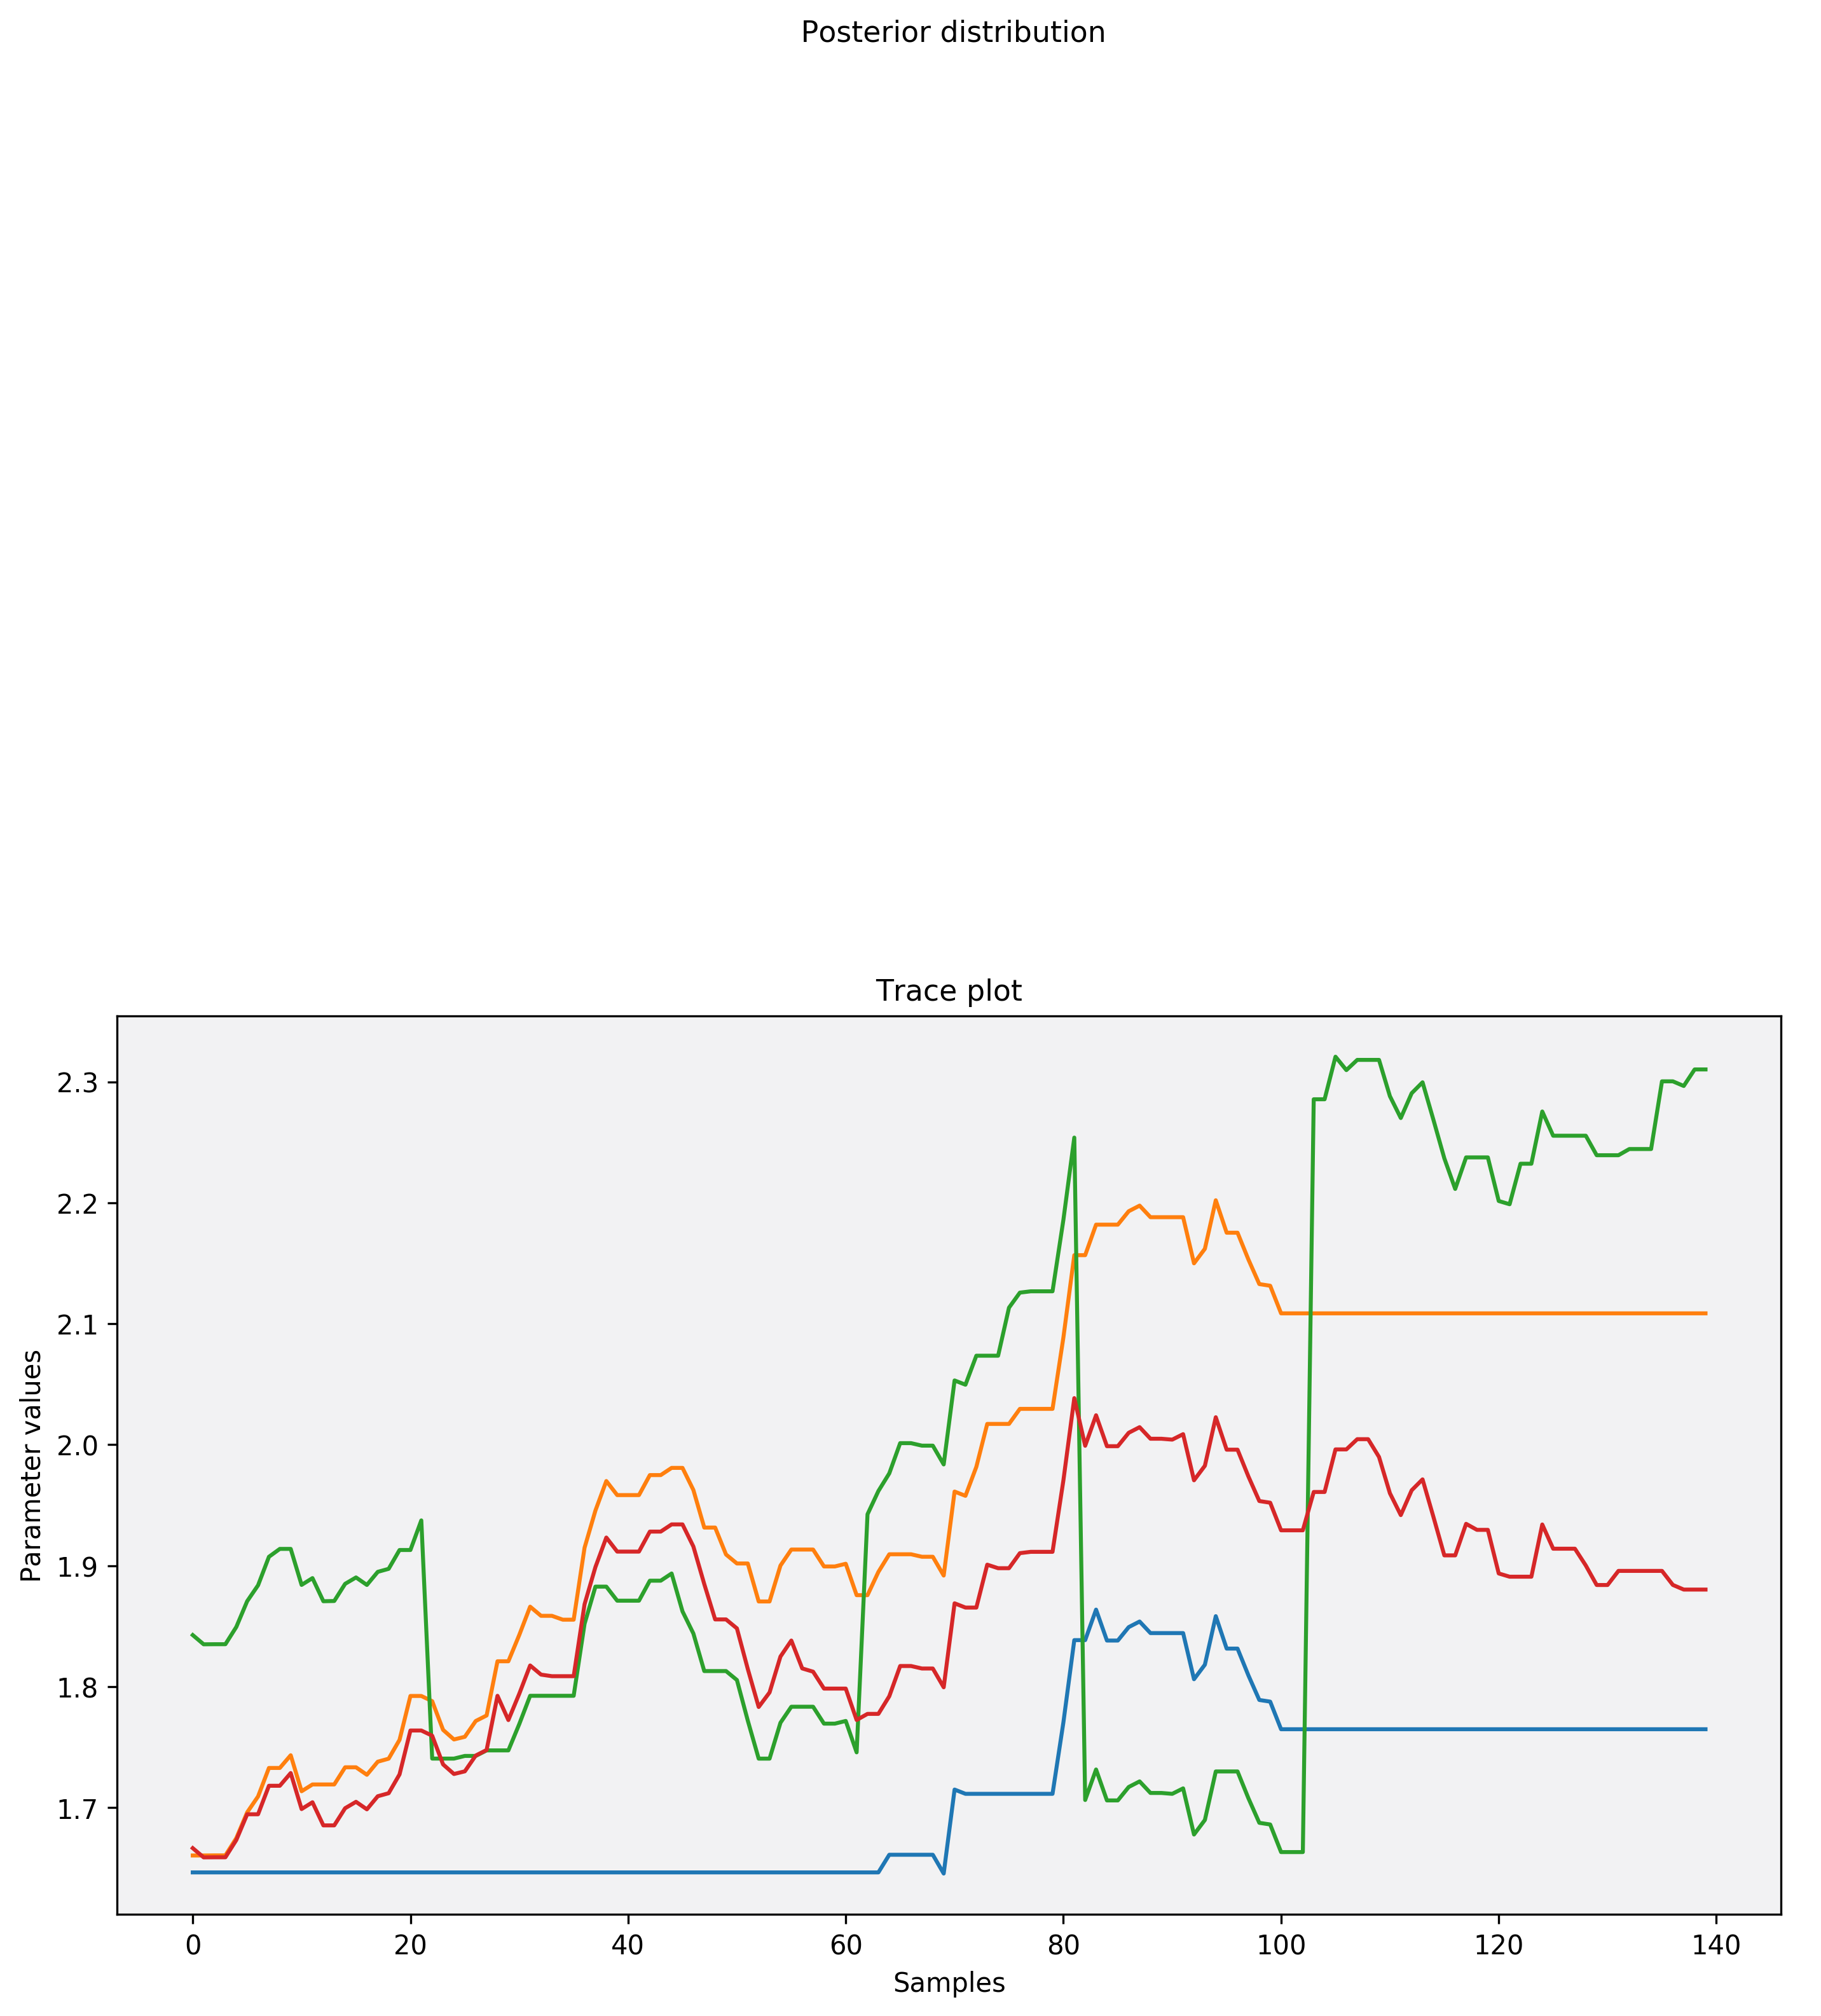 Posterior distribution
Trace plot
2.3
2.2
2.1
2.0
1.9
1.8
1.7
Parameter values
0 20 40 60 80 100 120 140
Samples